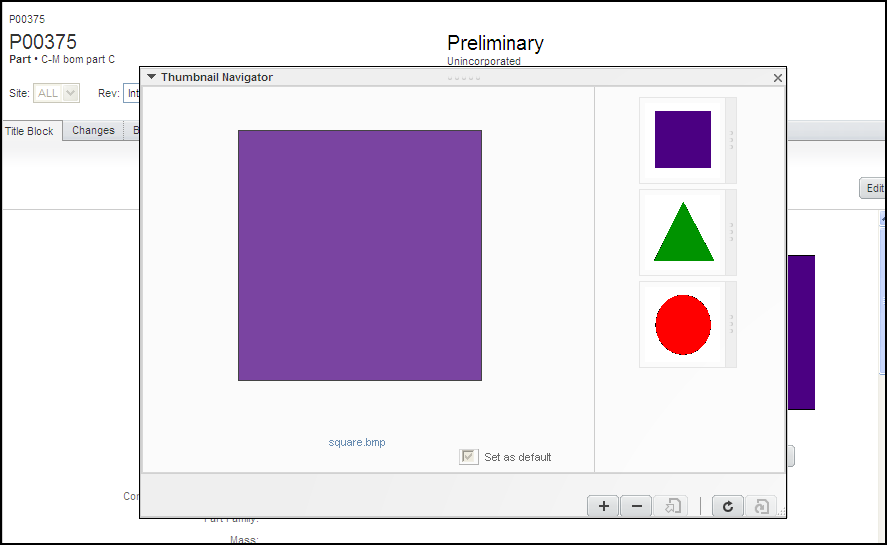 P00375
P00375
Part • C-M bom part C
Preliminary
Unincorporated
Site: ALL Rev: Int
Title Block Changes B
Edit
Thumbnail Navigator
square.bmp
Set as default
Con
Part Family:
Mass: